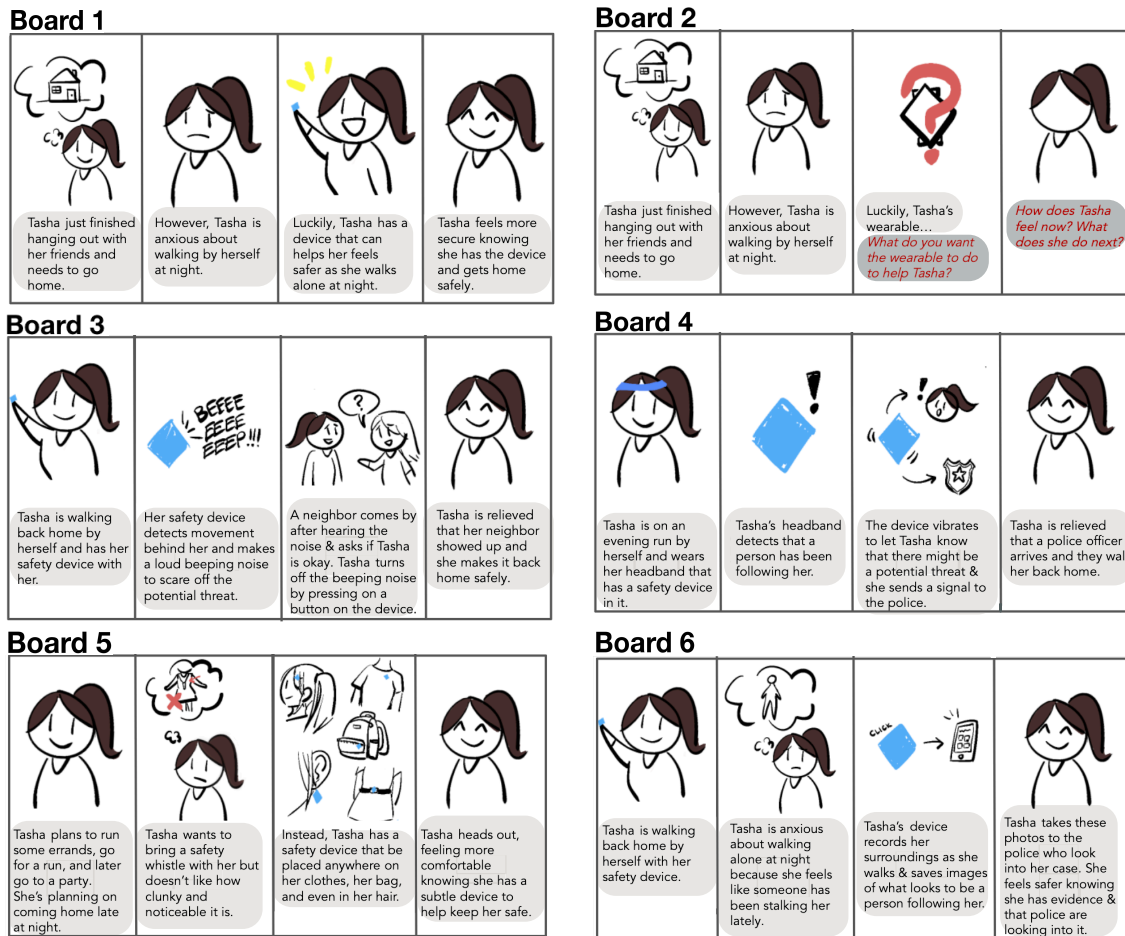 Board 1
Tasha just finished
hanging out with
her friends and
needs to go
home.
However, Tasha is
anxious about
walking by herself
at night.
Luckily, Tasha has a
device that can
helps her feels
safer as she walks
alone at night.
Tasha feels more
secure knowing
she has the device
and gets home
safely.
Board 2
Tasha just finished
hanging out with
her friends and
needs to go
home.
However, Tasha is
anxious about
walking by herself
at night.
Luckily, Tasha's
wearable...
What do you want
the wearable to do
to help Tasha?
How does Tasha
feel now? What
does she do next?
Board 3
Tasha is walking
back home by
herself and has her
safety device with
her.
BEEEE
EEEE
EEEP!!!
Her safety device
detects movement
behind her and makes
a loud beeping noise
to scare off the
potential threat.
?
A neighbor comes by
after hearing the
noise & asks if Tasha
is okay. Tasha turns
off the beeping noise
by pressing on a
button on the device.
Tasha is relieved
that her neighbor
showed up and
she makes it back
home safely.
Board 4
Tasha is on an
evening run by
herself and wears
her headband that
has a safety device
in it.
!
Tasha's headband
detects that a
person has been
following her.
!
The device vibrates
to let Tasha know
that there might be
a potential threat &
she sends a signal to
the police.
Tasha is relieved
that a police officer
arrives and they wal
her back home.
Board 5
Tasha plans to run
some errands, go
for a run, and later
go to a party.
She's planning on
coming home late
at night.
Tasha wants to
bring a safety
whistle with her but
doesn't like how
clunky and
noticeable it is.
Instead, Tasha has a
safety device that be
placed anywhere on
her clothes, her bag,
and even in her hair.
Tasha heads out,
feeling more
comfortable
knowing she has a
subtle device to
help keep her safe.
Board 6
Tasha is walking
back home by
herself with her
safety device.
Tasha is anxious
about walking
alone at night
because she feels
like someone has
been stalking her
lately.
CLICK
Tasha's device
records her
surroundings as she
walks & saves images
of what looks to be a
person following her.
Tasha takes these
photos to the
police who look
into her case. She
feels safer knowing
she has evidence &
that police are
looking into it.